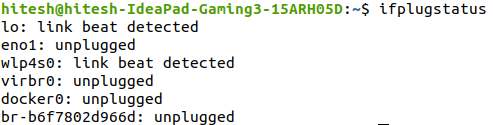 hitesh@hitesh-IdeaPad-Gaming3-15ARH05D:~$ ifplugstatus
lo: link beat detected
eno1: unplugged
wlp4s0: link beat detected
virbr0: unplugged
docker0: unplugged
br-b6f7802d966d: unplugged